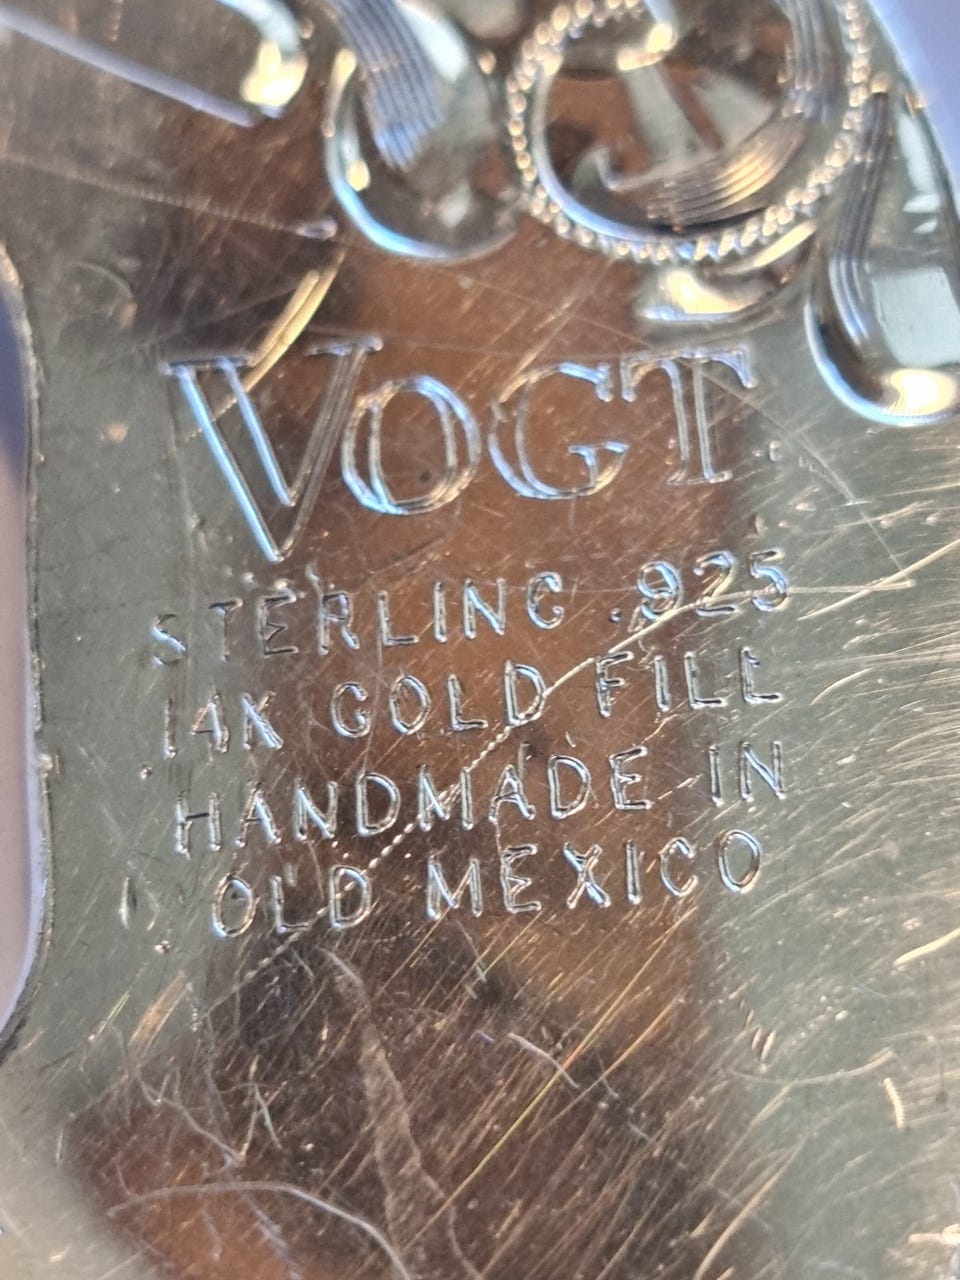 VOGT
STERLING .925
14K GOLD FILL
HANDMADE IN
OLD MEXICO